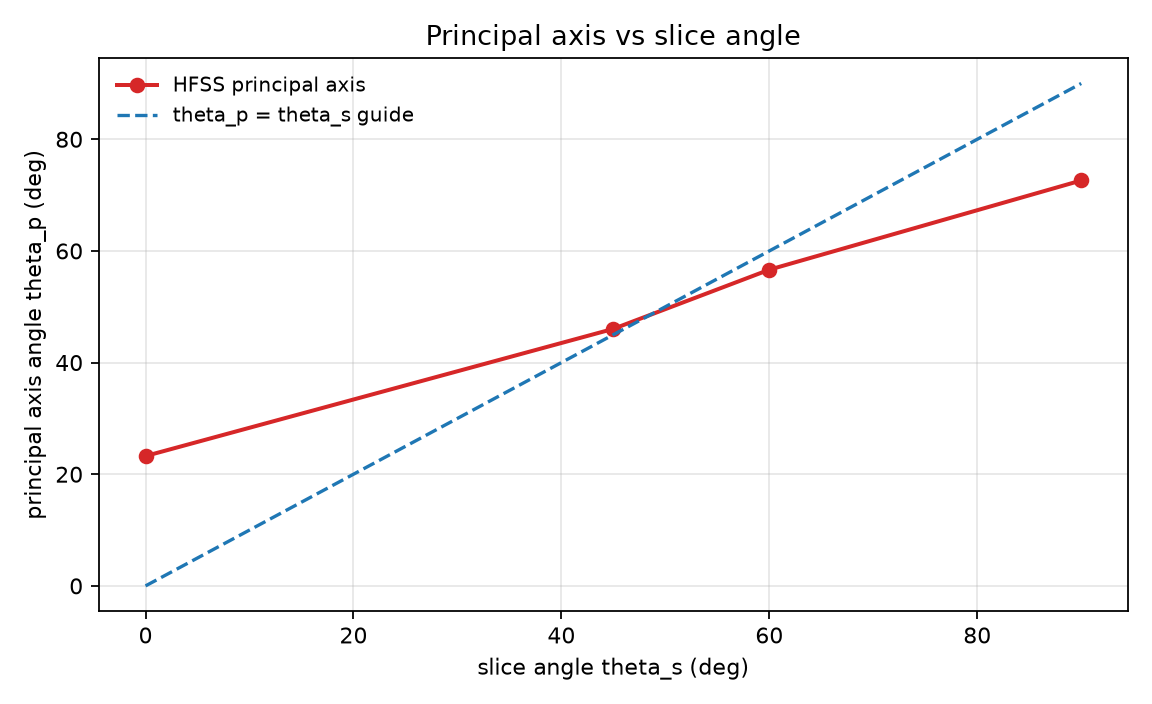 Principal axis vs slice angle
HFSS principal axis
theta_p = theta_s guide
principal axis angle theta_p (deg)
80
60
40
20
0
0 20 40 60 80
slice angle theta_s (deg)